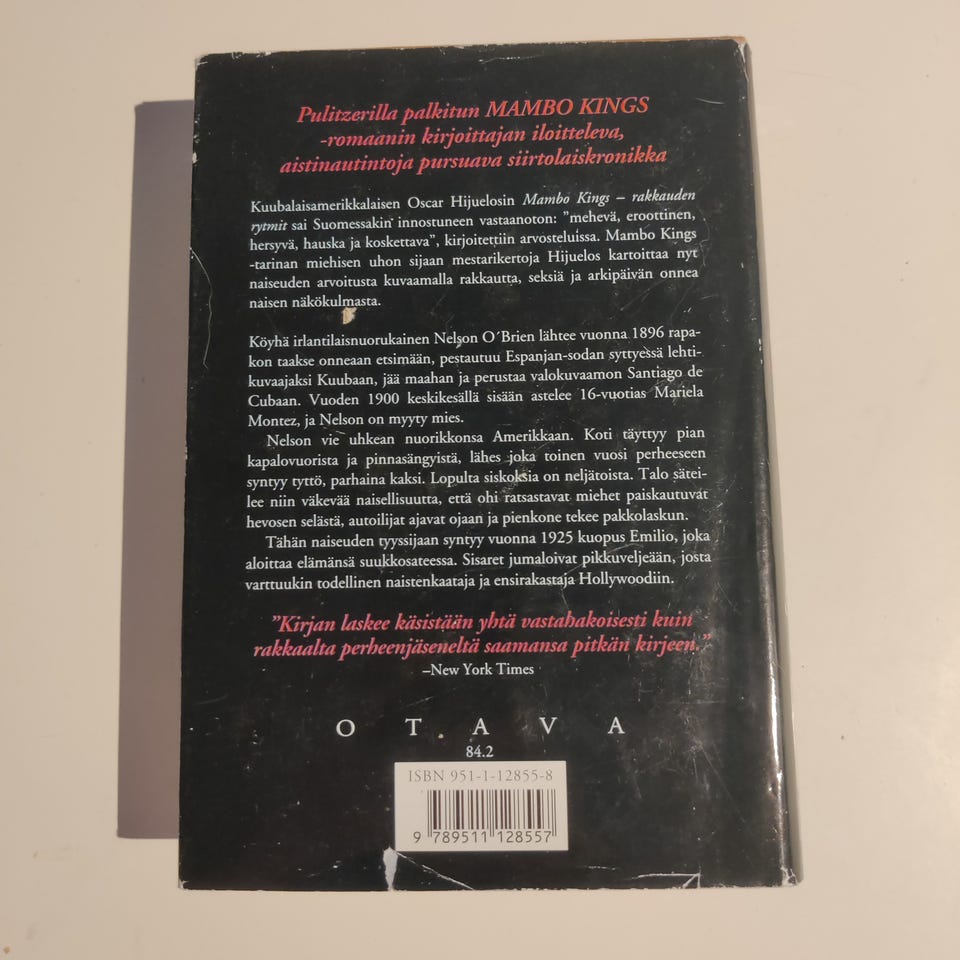 Pulitzerilla palkitun MAMBO KINGS
-romaanin kirjoittajan iloitteleva,
aistinautintoja pursuava siirtolaiskronikka
Kuubalaisamerikkalaisen Oscar Hijuelosin Mambo Kings – rakkauden
rytmit sai Suomessakin innostuneen vastaanoton: ”mehevä, eroottinen,
hersyvä, hauska ja koskettava”, kirjoitettiin arvosteluissa. Mambo Kings
-tarinan miehisen uhon sijaan mestarikertoja Hijuelos kartoittaa nyt
naiseuden arvoitusta kuvaamalla rakkautta, seksiä ja arkipäivän onnea
naisen näkökulmasta.
Köyhä irlantilaisnuorukainen Nelson O´Brien lähtee vuonna 1896 rapa-
kon taakse onneaan etsimään, pestautuu Espanjan-sodan syttyessä lehti-
kuvaajaksi Kuubaan, jää maahan ja perustaa valokuvaamon Santiago de
Cubaan. Vuoden 1900 keskikesällä sisään astelee 16-vuotias Mariela
Montez, ja Nelson on myyty mies.
Nelson vie uhkean nuorikkonsa Amerikkaan. Koti täyttyy pian
kapalovuorista ja pinnasängyistä, lähes joka toinen vuosi perheeseen
syntyy tyttö, parhaina kaksi. Lopulta siskoksia on neljätoista. Talo sätei-
lee niin väkevää naisellisuutta, että ohi ratsastavat miehet paiskautuvat
hevosen selästä, autoilijat ajavat ojaan ja pienkone tekee pakkolaskun.
Tähän naiseuden tyyssijaan syntyy vuonna 1925 kuopus Emilio, joka
aloittaa elämänsä suukkosateessa. Sisaret jumaloivat pikkuveljeään, josta
varttuukin todellinen naistenkaataja ja ensirakastaja Hollywoodiin.
”Kirjan laskee käsistään yhtä vastahakoisesti kuin
rakkaalta perheenjäseneltä saamansa pitkän kirjeen.”
–New York Times
OTAVA
84.2
ISBN 951-1-12855-8
9 789511 128557